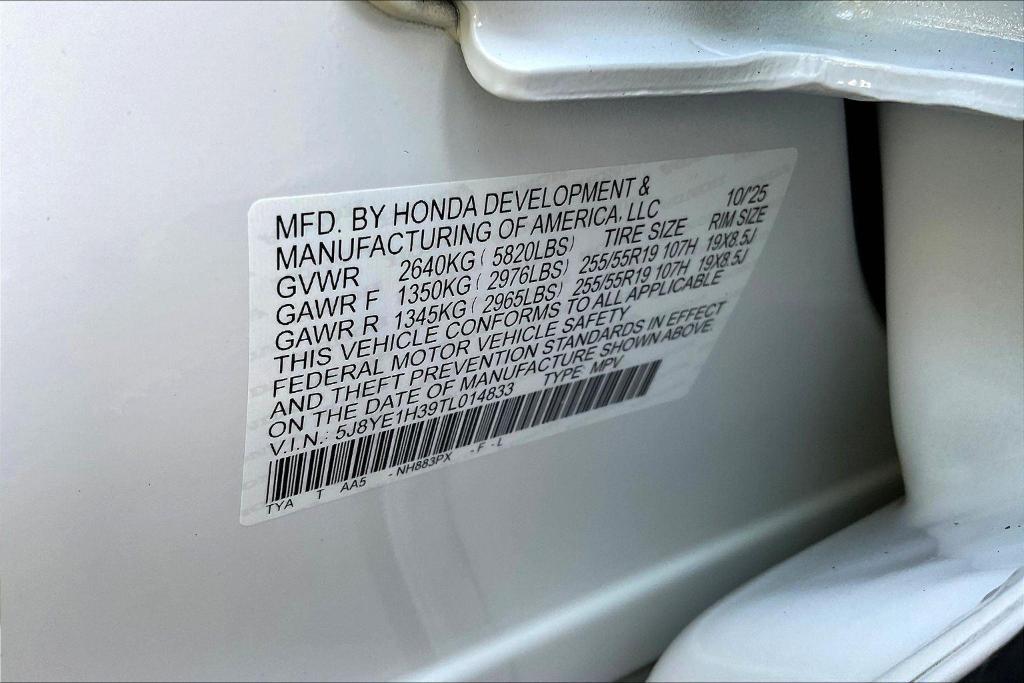 MFD. BY HONDA DEVELOPMENT & 10/'25
MANUFACTURING OF AMERICA, LLC
GVWR 2640KG ( 5820LBS) TIRE SIZE RIM SIZE
GAWR F 1350KG ( 2976LBS) 255/55R19 107H 19X8.5J
GAWR R 1345KG ( 2965LBS) 255/55R19 107H 19X8.5J
THIS VEHICLE CONFORMS TO ALL APPLICABLE
FEDERAL MOTOR VEHICLE SAFETY
AND THEFT PREVENTION STANDARDS IN EFFECT
ON THE DATE OF MANUFACTURE SHOWN ABOVE.
V.I.N.: 5J8YE1H39TL014833 TYPE: MPV
TYA T AA5 - NH883PX - F - L